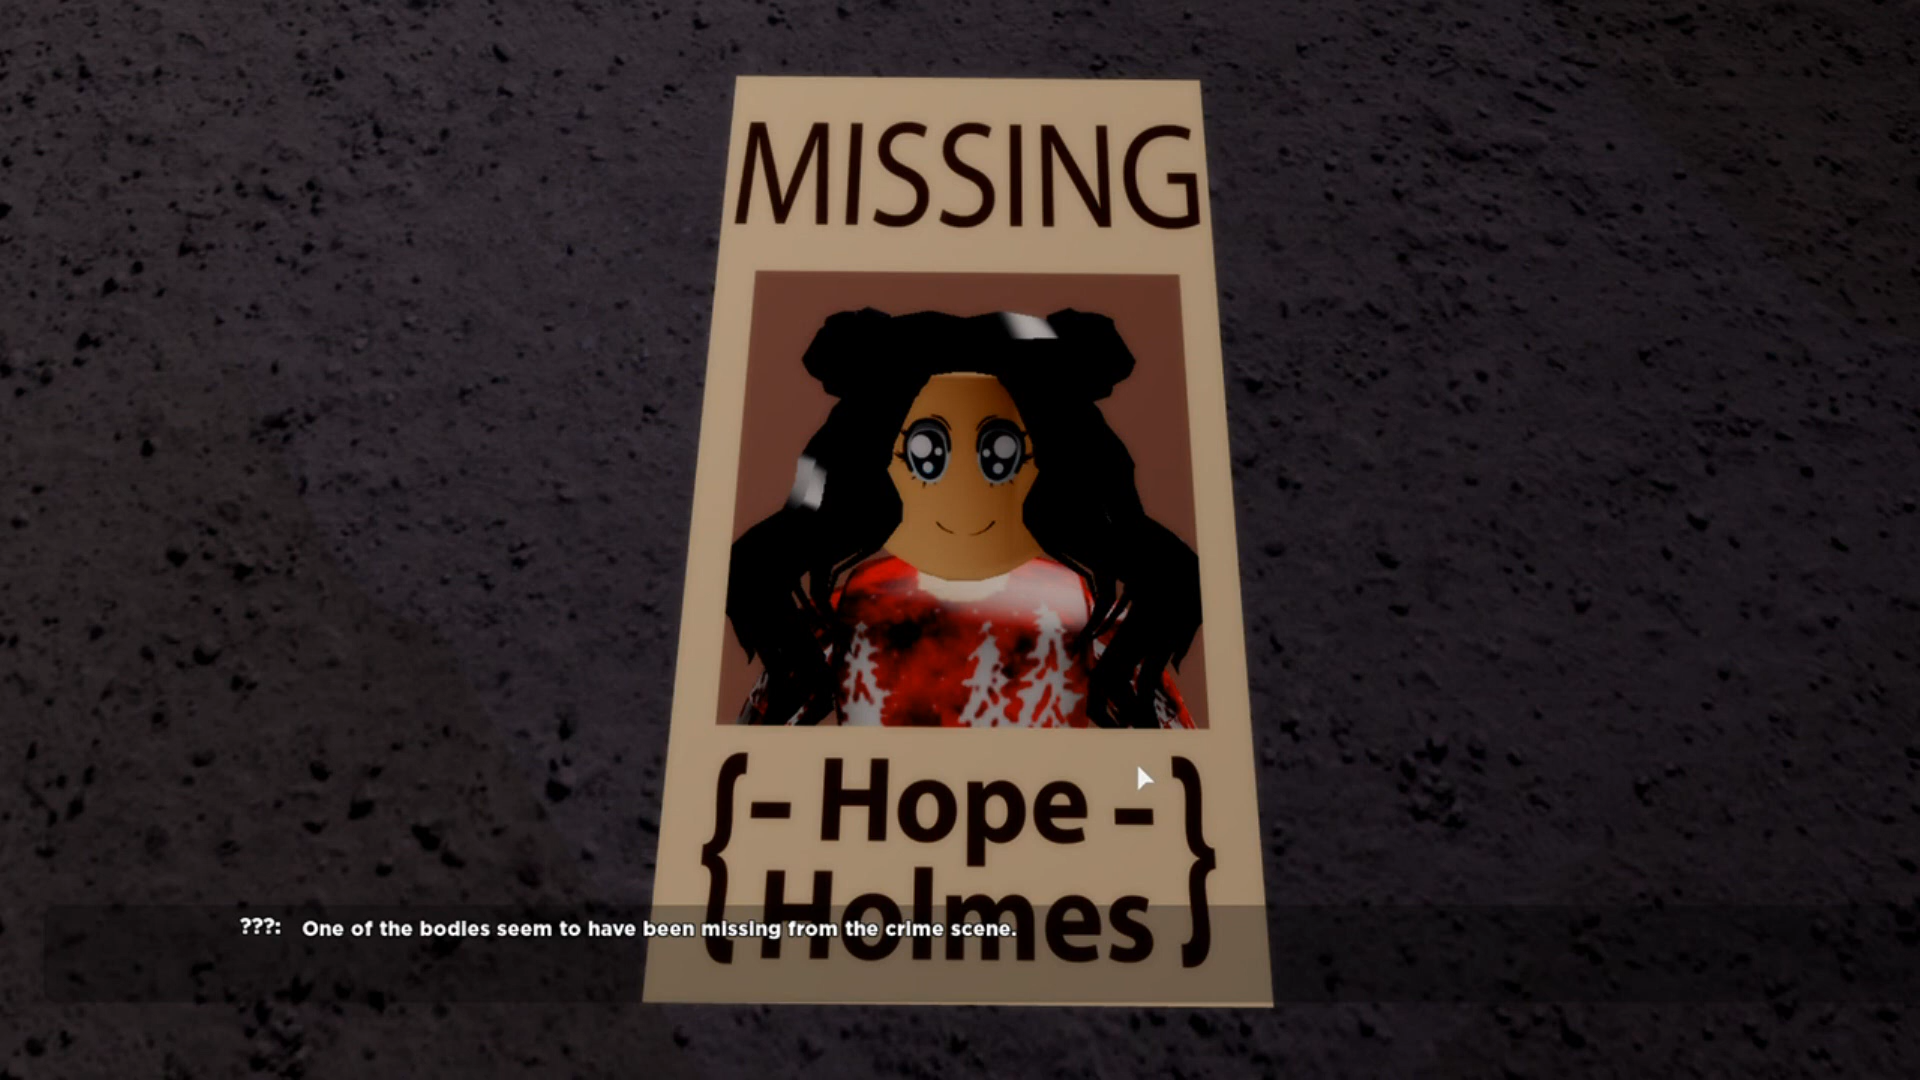 MISSING
{- Hope -}
{Holmes}
???: One of the bodies seem to have been missing from the crime scene.